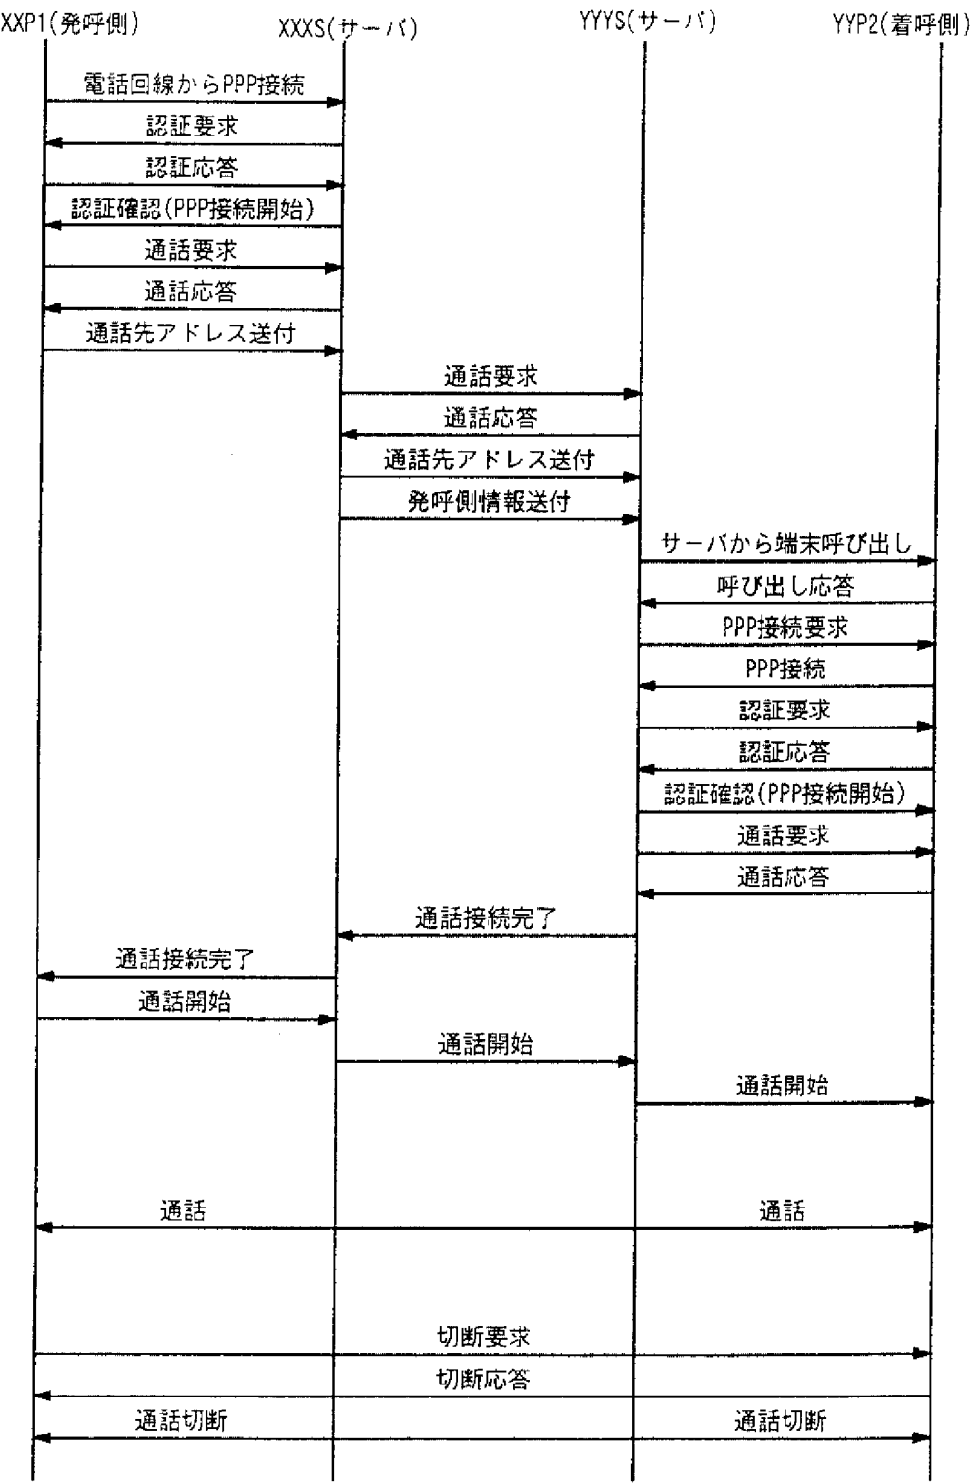 XXP1(発呼側)
XXXS(サーバ)
YYYS(サーバ)
YYP2(着呼側)
電話回線からPPP接続
認証要求
認証応答
認証確認(PPP接続開始)
通話要求
通話応答
通話先アドレス送付
通話要求
通話応答
通話先アドレス送付
発呼側情報送付
サーバから端末呼び出し
呼び出し応答
PPP接続要求
PPP接続
認証要求
認証応答
認証確認(PPP接続開始)
通話要求
通話応答
通話接続完了
通話接続完了
通話開始
通話開始
通話開始
通話
通話
切断要求
切断応答
通話切断
通話切断